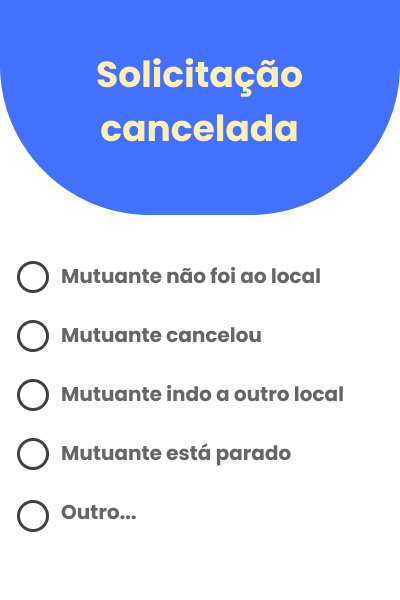 Solicitação
cancelada
Mutuante não foi ao local
Mutuante cancelou
Mutuante indo a outro local
Mutuante está parado
Outro...